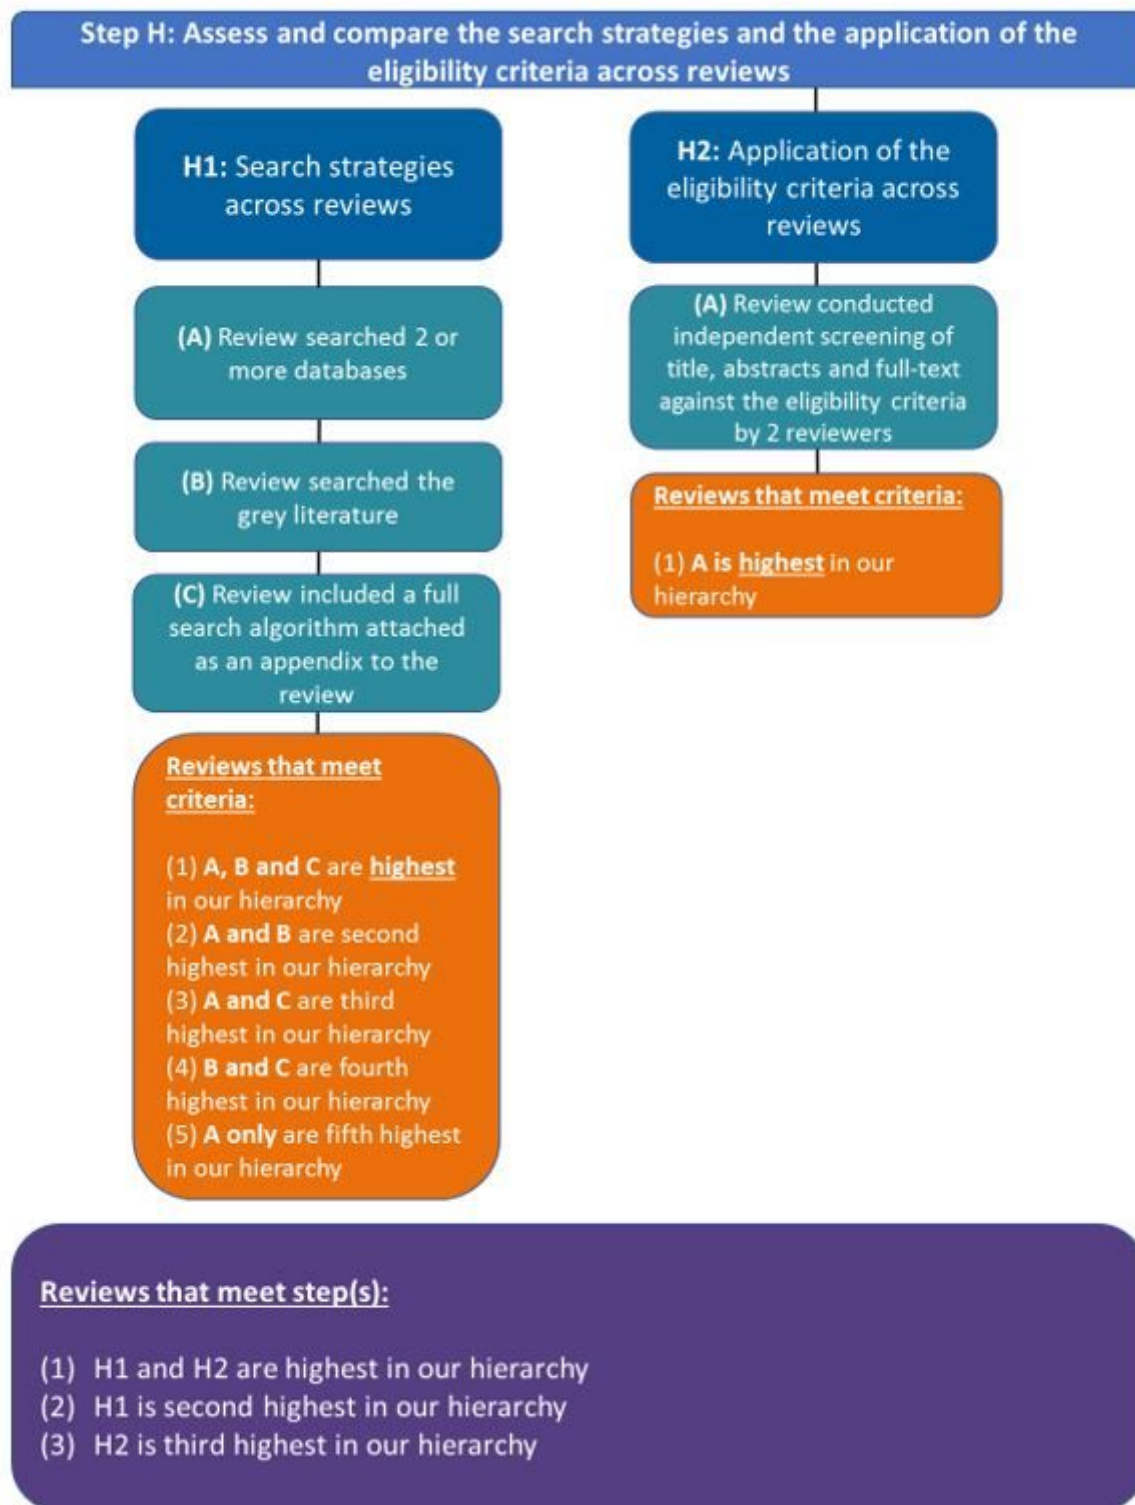 Step H: Assess and compare the search strategies and the application of the
eligibility criteria across reviews
H1: Search strategies
across reviews
(A) Review searched 2 or
more databases
(B) Review searched the
grey literature
(C) Review included a full
search algorithm attached
as an appendix to the
review
Reviews that meet
criteria:
(1) A, B and C are highest
in our hierarchy
(2) A and B are second
highest in our hierarchy
(3) A and C are third
highest in our hierarchy
(4) B and C are fourth
highest in our hierarchy
(5) A only are fifth highest
in our hierarchy
H2: Application of the
eligibility criteria across
reviews
(A) Review conducted
independent screening of
title, abstracts and full-text
against the eligibility criteria
by 2 reviewers
Reviews that meet criteria:
(1) A is highest in our
hierarchy
Reviews that meet step(s):
(1) H1 and H2 are highest in our hierarchy
(2) H1 is second highest in our hierarchy
(3) H2 is third highest in our hierarchy